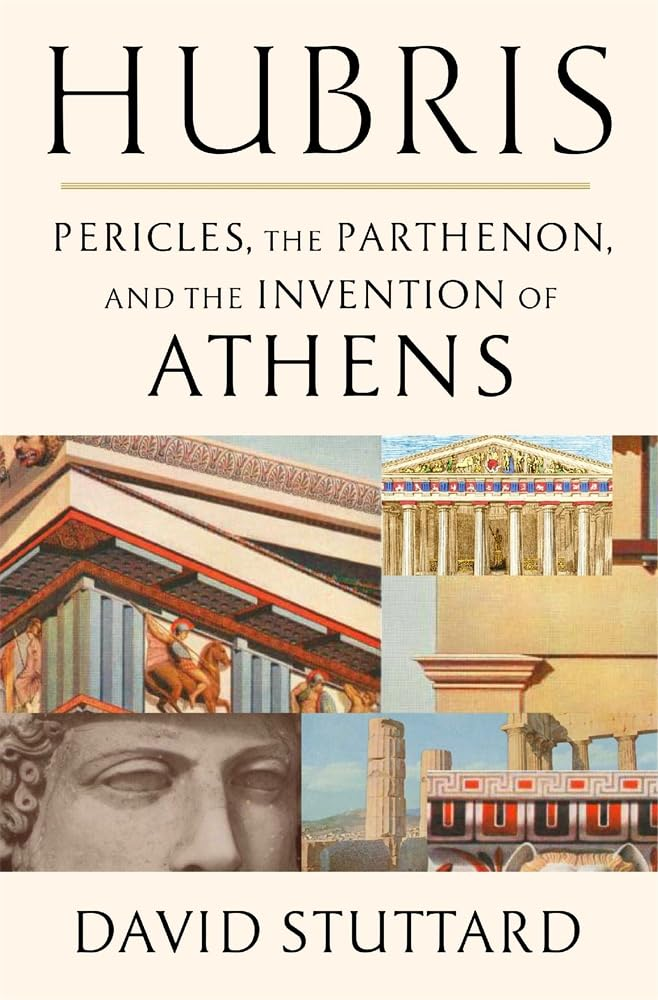 HUBRIS
PERICLES, THE PARTHENON,
AND THE INVENTION OF
ATHENS
DAVID STUTTARD